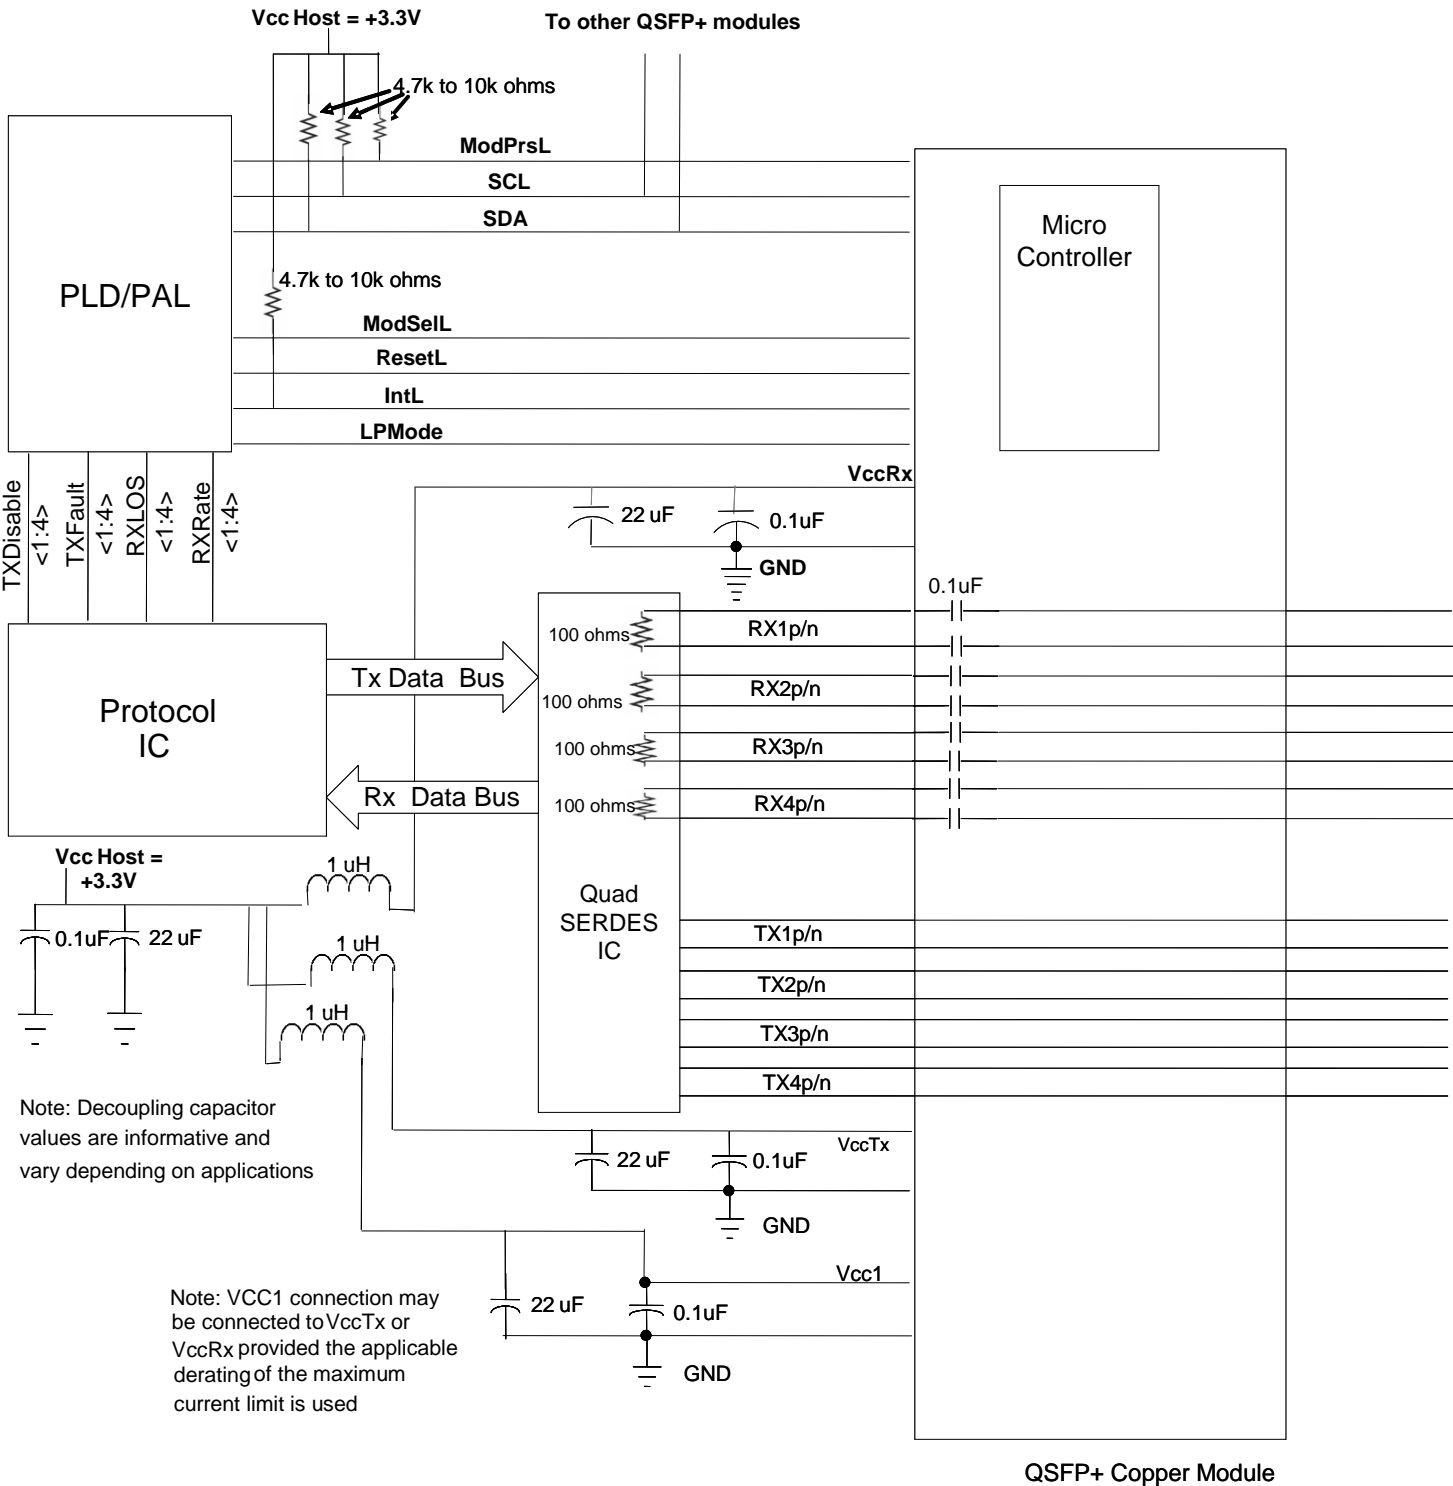 Vcc Host = +3.3V
To other QSFP+ modules
4.7k to 10k ohms
ModPrsL
SCL
SDA
PLD/PAL
4.7k to 10k ohms
ModSelL
ResetL
IntL
LPMode
Micro
Controller
TXDisable
<1:4>
TXFault
<1:4>
RXLOS
<1:4>
RXRate
<1:4>
VccRx
22 uF
0.1uF
GND
0.1uF
100 ohms
RX1p/n
100 ohms
RX2p/n
100 ohms
RX3p/n
100 ohms
RX4p/n
Tx Data Bus
Protocol
IC
Rx Data Bus
Vcc Host =
+3.3V
1 uH
0.1uF
22 uF
1 uH
1 uH
Quad
SERDES
IC
TX1p/n
TX2p/n
TX3p/n
TX4p/n
Note: Decoupling capacitor
values are informative and
vary depending on applications
VccTx
22 uF
0.1uF
GND
Vcc1
22 uF
0.1uF
GND
Note: VCC1 connection may
be connected to VccTx or
VccRx provided the applicable
derating of the maximum
current limit is used
QSFP+ Copper Module